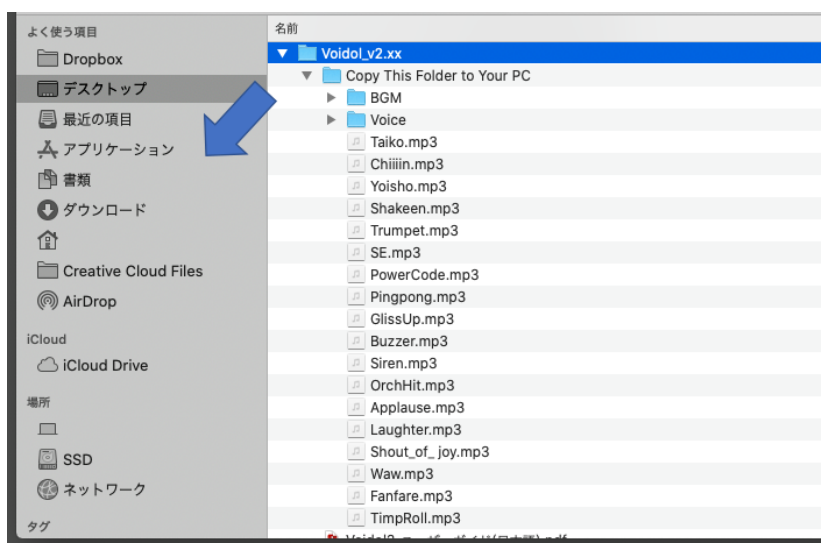 よく使う項目
Dropbox
デスクトップ
最近の項目
アプリケーション
書類
ダウンロード
Creative Cloud Files
AirDrop
iCloud
iCloud Drive
場所
SSD
ネットワーク
タグ
名前
Voidol_v2.xx
Copy This Folder to Your PC
BGM
Voice
Taiko.mp3
Chiiiin.mp3
Yoisho.mp3
Shakeen.mp3
Trumpet.mp3
SE.mp3
PowerCode.mp3
Pingpong.mp3
GlissUp.mp3
Buzzer.mp3
Siren.mp3
OrchHit.mp3
Applause.mp3
Laughter.mp3
Shout_of_ joy.mp3
Waw.mp3
Fanfare.mp3
TimpRoll.mp3